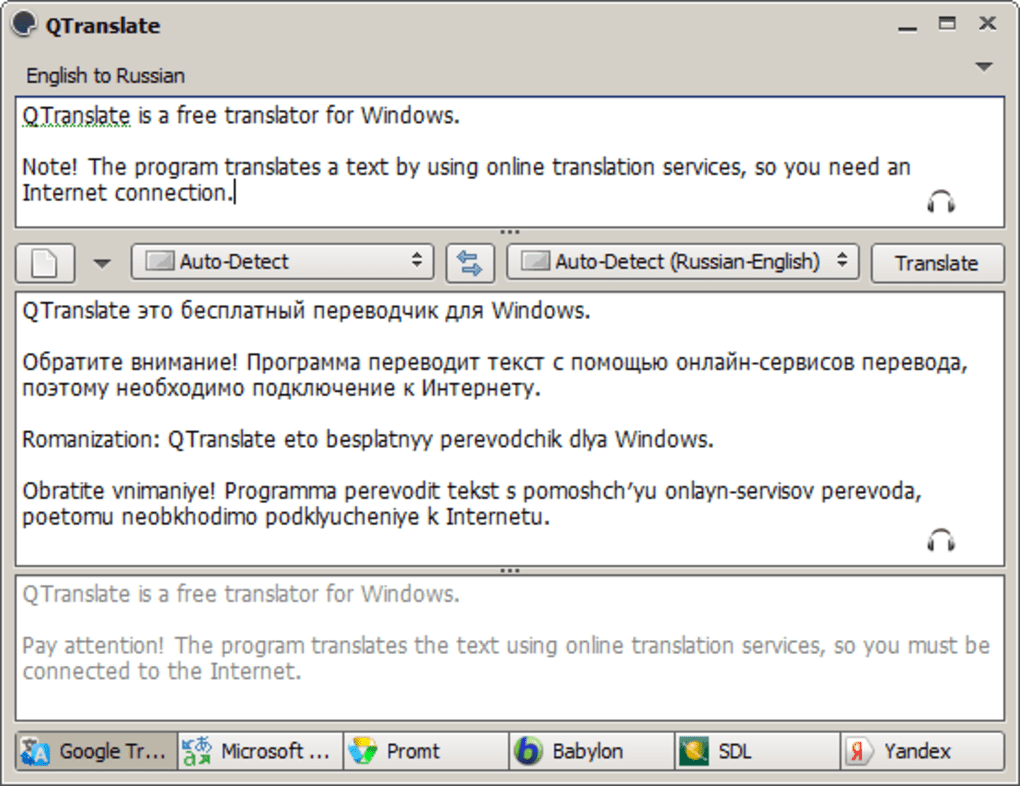 QTranslate
English to Russian
QTranslate is a free translator for Windows.
Note! The program translates a text by using online translation services, so you need an
Internet connection.
Auto-Detect
Auto-Detect (Russian-English)
Translate
QTranslate это бесплатный переводчик для Windows.
Обратите внимание! Программа переводит текст с помощью онлайн-сервисов перевода,
поэтому необходимо подключение к Интернету.
Romanization: QTranslate eto besplatnyy perevodchik dlya Windows.
Obratite vnimaniye! Programma perevodit tekst s pomoshch'yu onlayn-servisov perevoda,
poetomu neobkhodimo podklyucheniye k Internetu.
QTranslate is a free translator for Windows.
Pay attention! The program translates the text using online translation services, so you must be
connected to the Internet.
Google Tr...
Microsoft ...
Promt
Babylon
SDL
Yandex